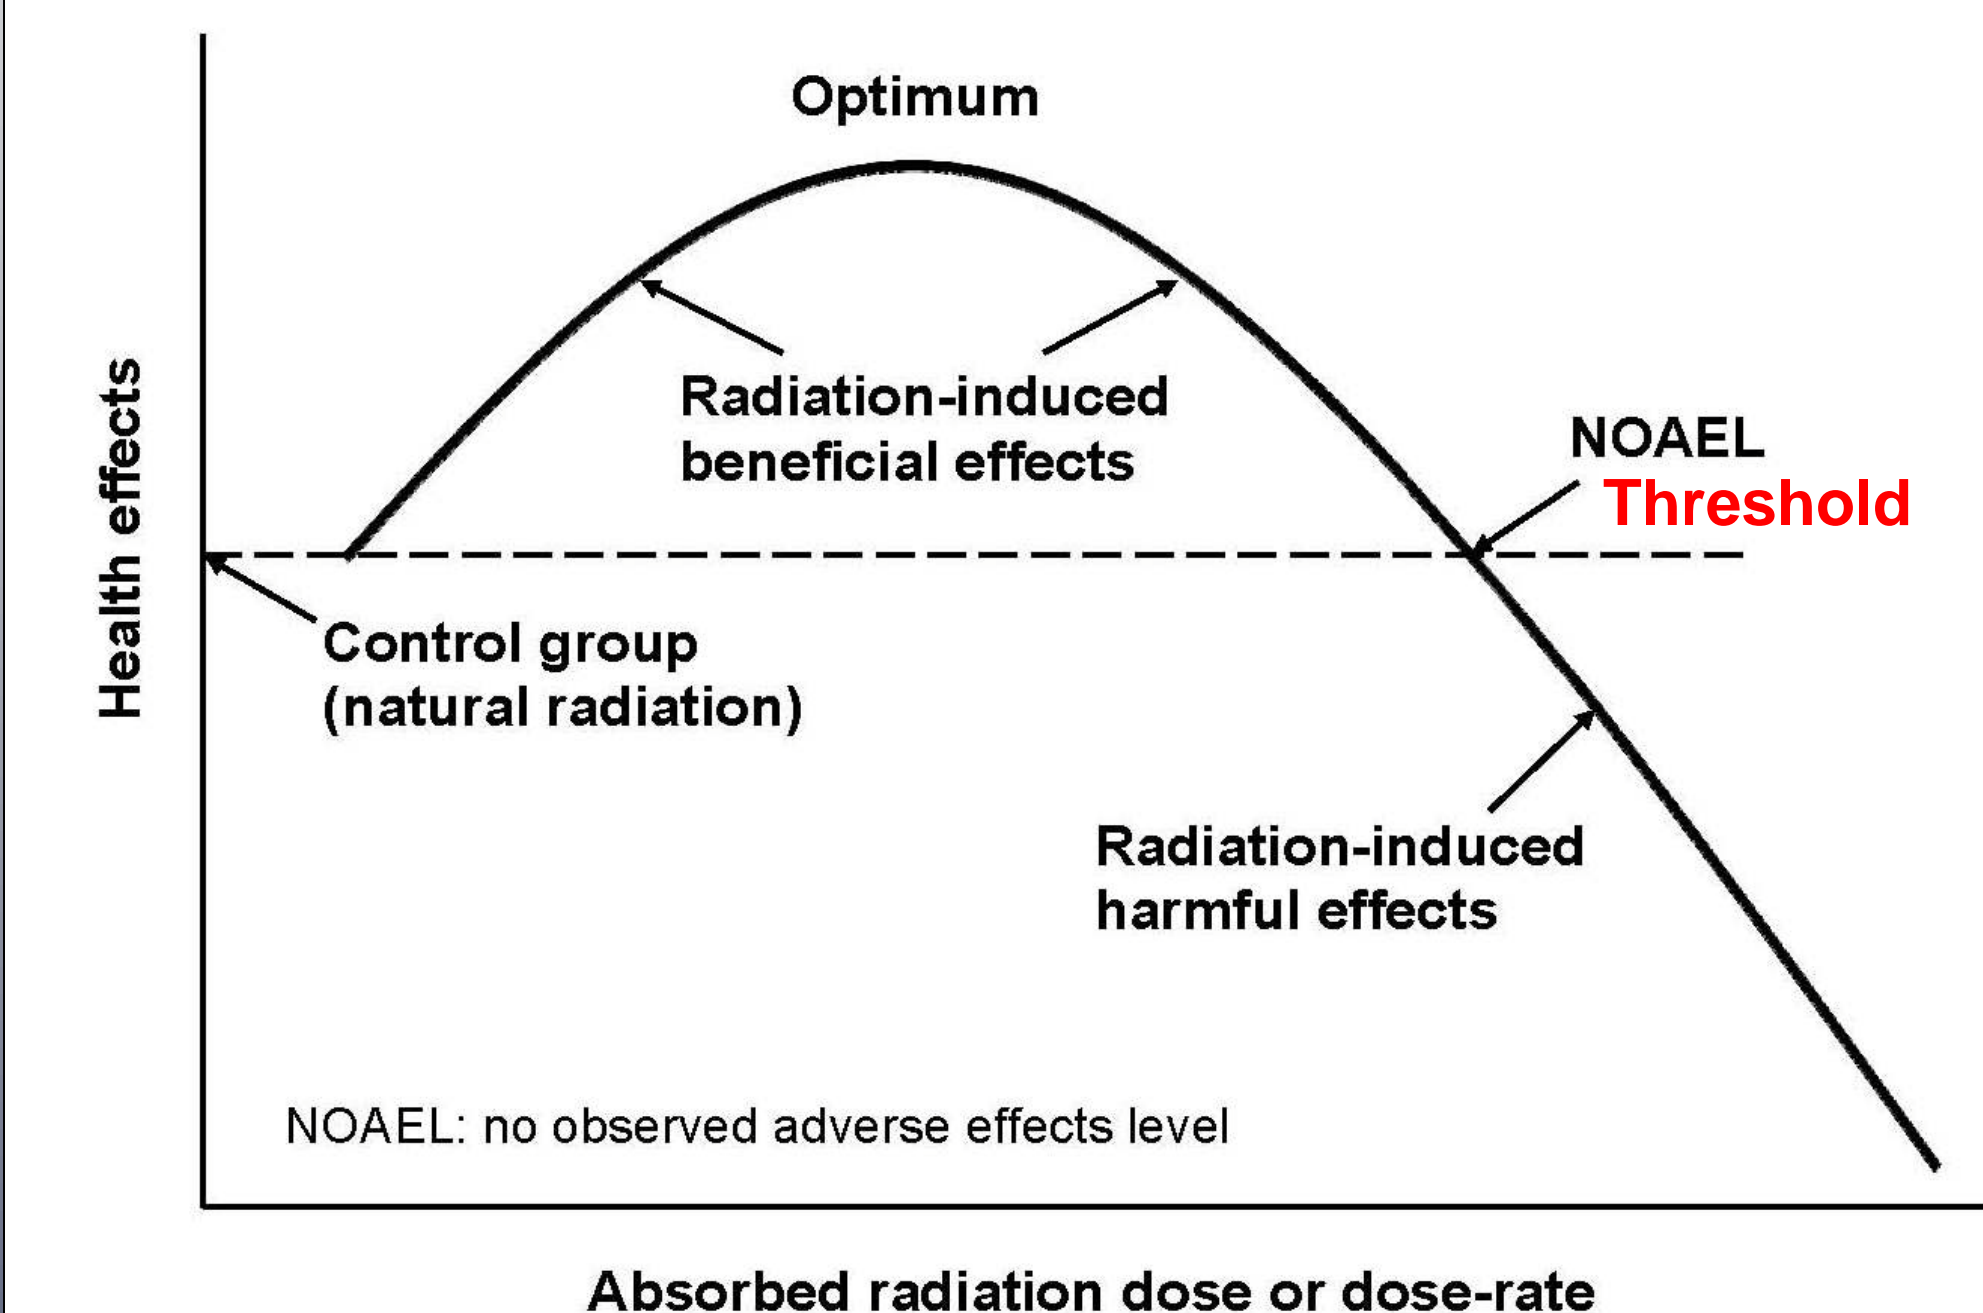 Optimum
Radiation-induced
beneficial effects
NOAEL
Threshold
Health effects
Control group
(natural radiation)
Radiation-induced
harmful effects
NOAEL: no observed adverse effects level
Absorbed radiation dose or dose-rate